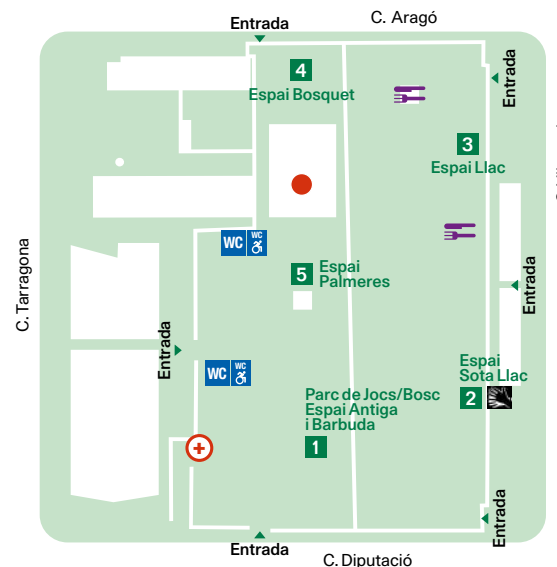 C. Aragó
Entrada
4
Espai Bosquet
Entrada
3
Espai Llac
WC
WC
5
Espai
Palmeres
C. Tarragona
Entrada
Entrada
WC
WC
Espai
Sota Llac
2
Parc de Jocs/Bosc
Espai Antiga
i Barbuda
1
Entrada
Entrada
C. Diputació